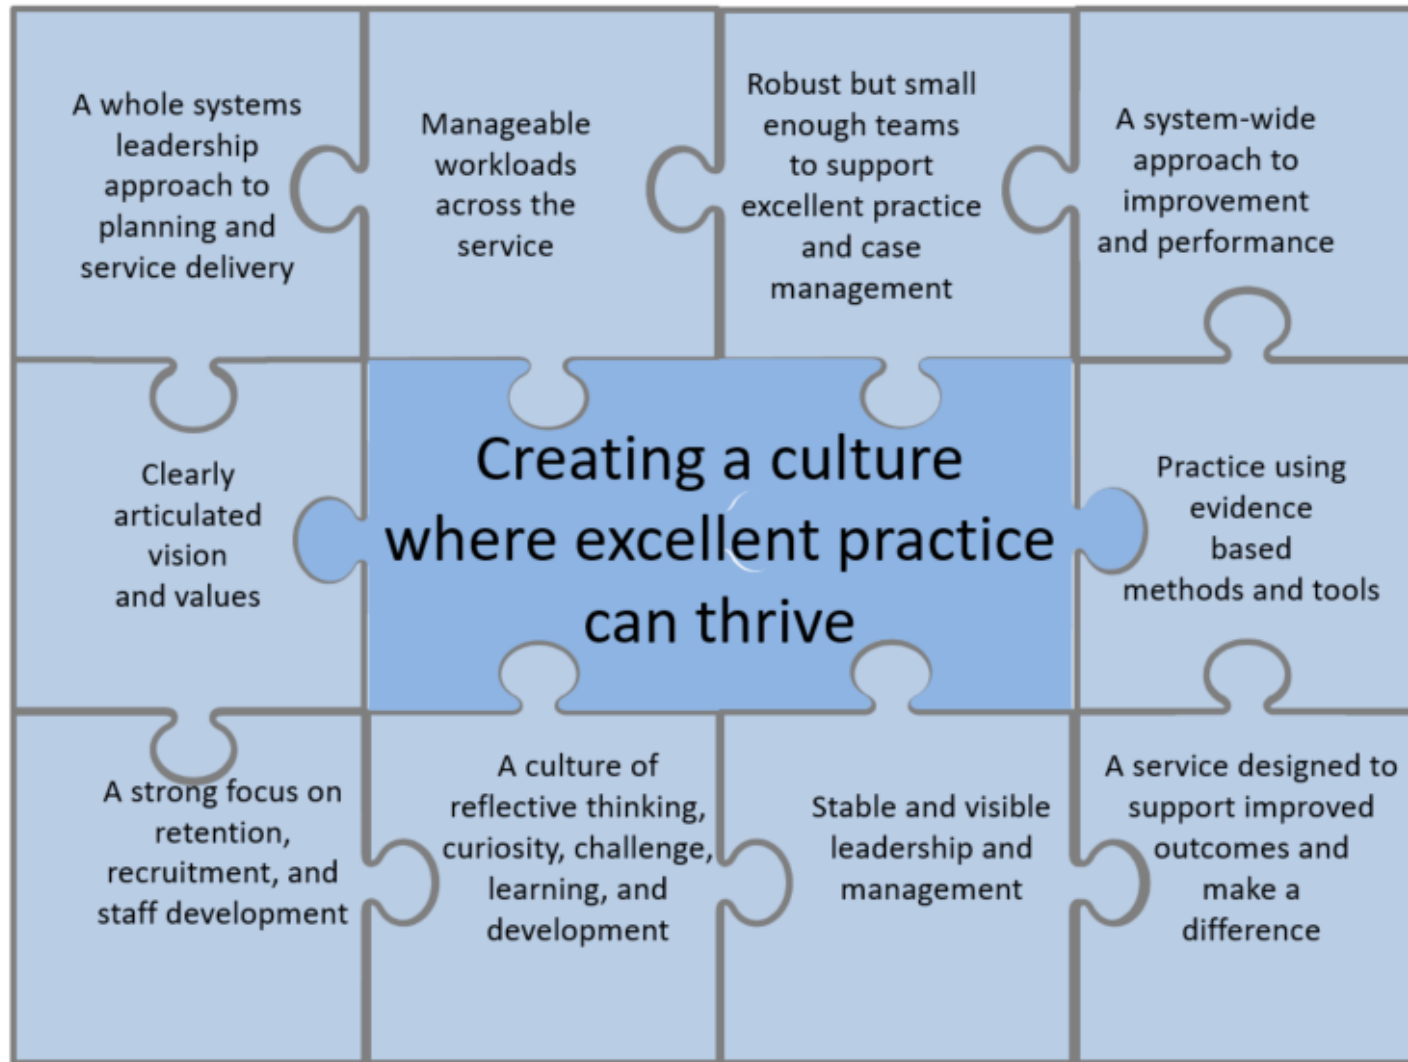 A whole systems
leadership
approach to
planning and
service delivery
Manageable
workloads
across the
service
Robust but small
enough teams
to support
excellent practice
and case
management
A system-wide
approach to
improvement
and performance
Clearly
articulated
vision
and values
Creating a culture
where excellent practice
can thrive
Practice using
evidence
based
methods and tools
A strong focus on
retention,
recruitment, and
staff development
A culture of
reflective thinking,
curiosity, challenge,
learning, and
development
Stable and visible
leadership and
management
A service designed to
support improved
outcomes and
make a
difference